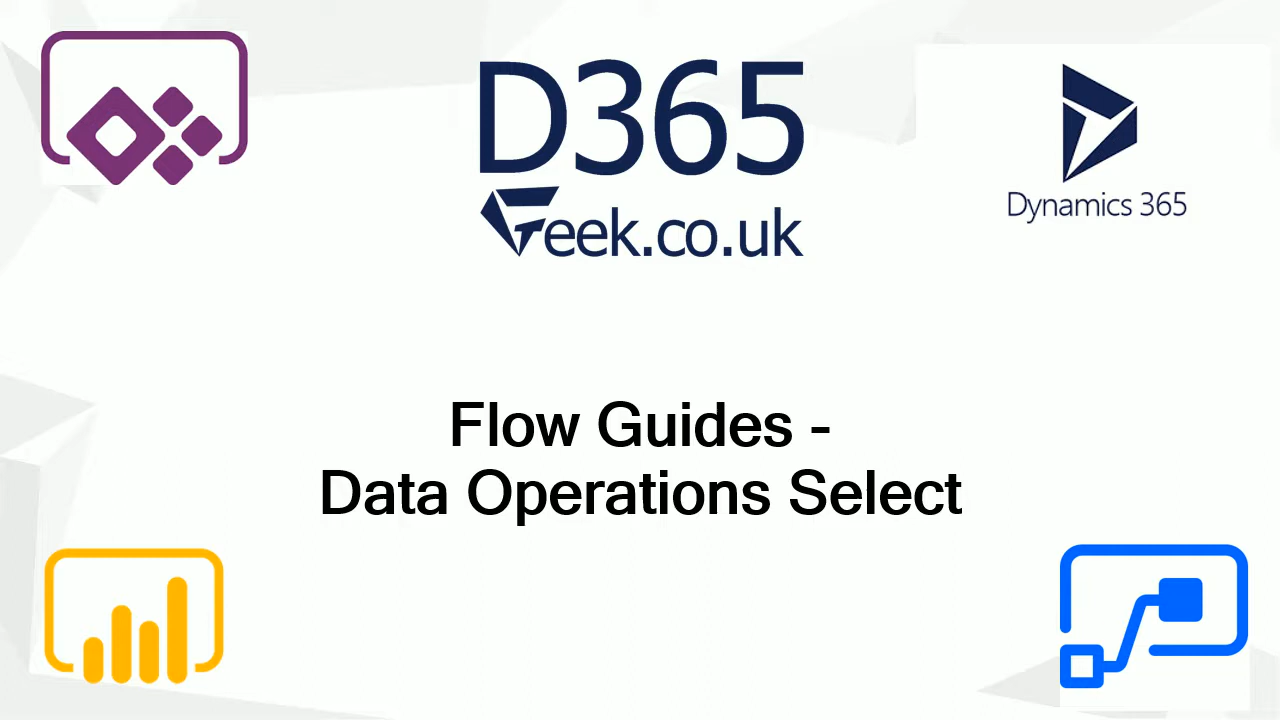 D365
Geek.co.uk
Dynamics 365
Flow Guides -
Data Operations Select